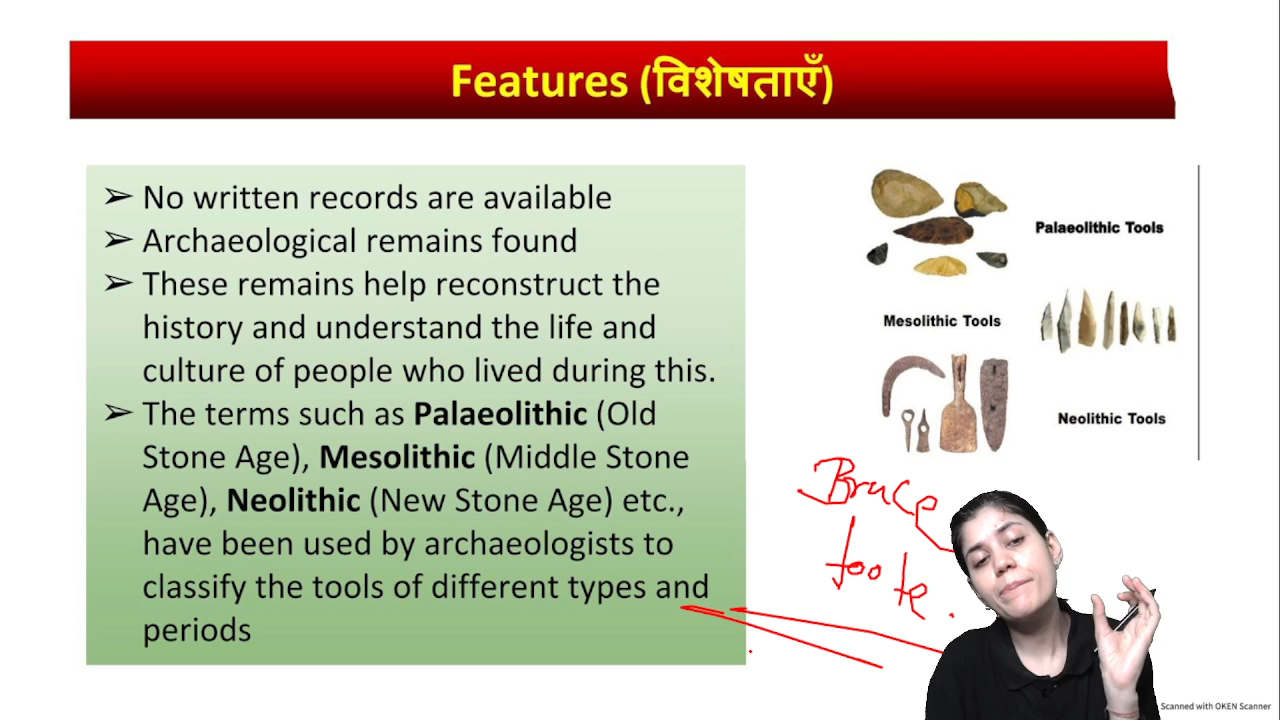 Features (विशेषताएँ)
➢ No written records are available
➢ Archaeological remains found
➢ These remains help reconstruct the
history and understand the life and
culture of people who lived during this.
➢ The terms such as Palaeolithic (Old
Stone Age), Mesolithic (Middle Stone
Age), Neolithic (New Stone Age) etc.,
have been used by archaeologists to
classify the tools of different types and
periods
Palaeolithic Tools
Mesolithic Tools
Neolithic Tools
Bruce
foote.
Scanned with OKEN Scanner